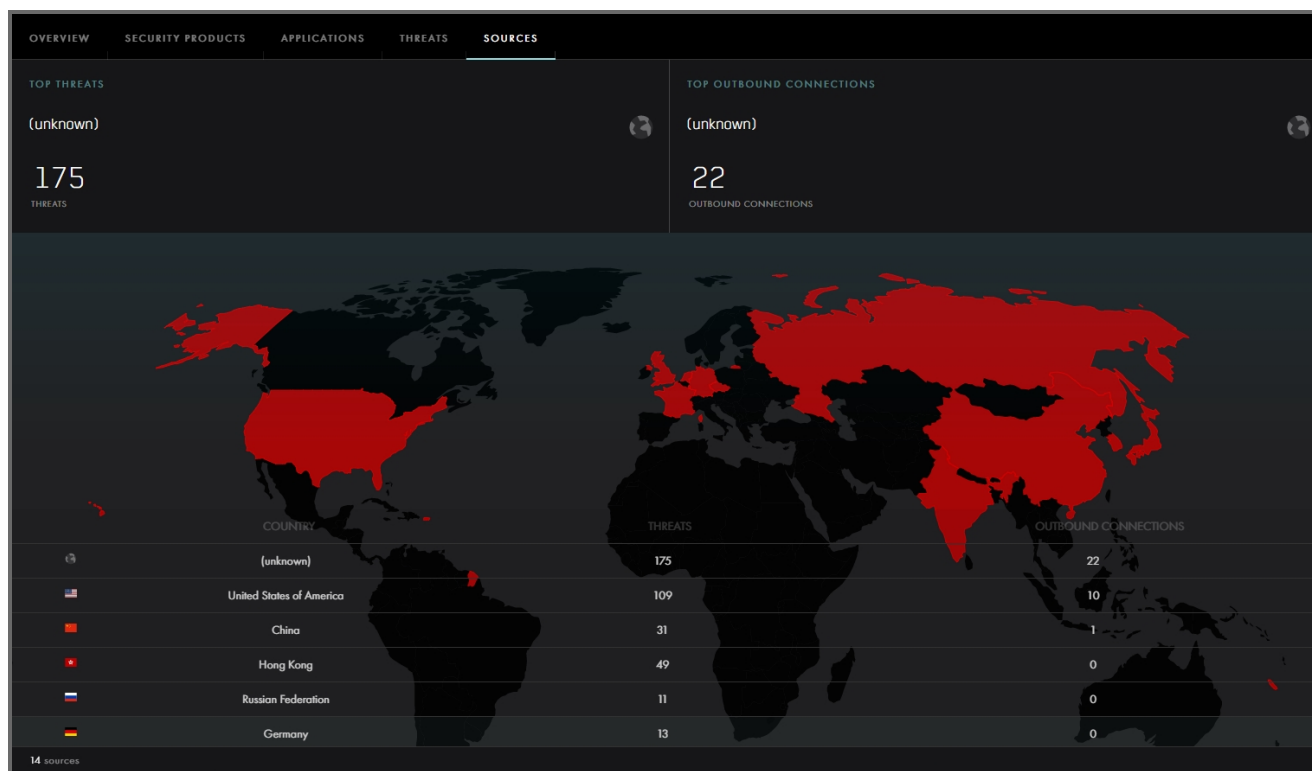 OVERVIEW SECURITY PRODUCTS APPLICATIONS THREATS SOURCES
TOP THREATS
(unknown)
175
THREATS
TOP OUTBOUND CONNECTIONS
(unknown)
22
OUTBOUND CONNECTIONS
COUNTRY THREATS OUTBOUND CONNECTIONS
(unknown) 175 22
United States of America 109 10
China 31 1
Hong Kong 49 0
Russian Federation 11 0
Germany 13 0
14 sources